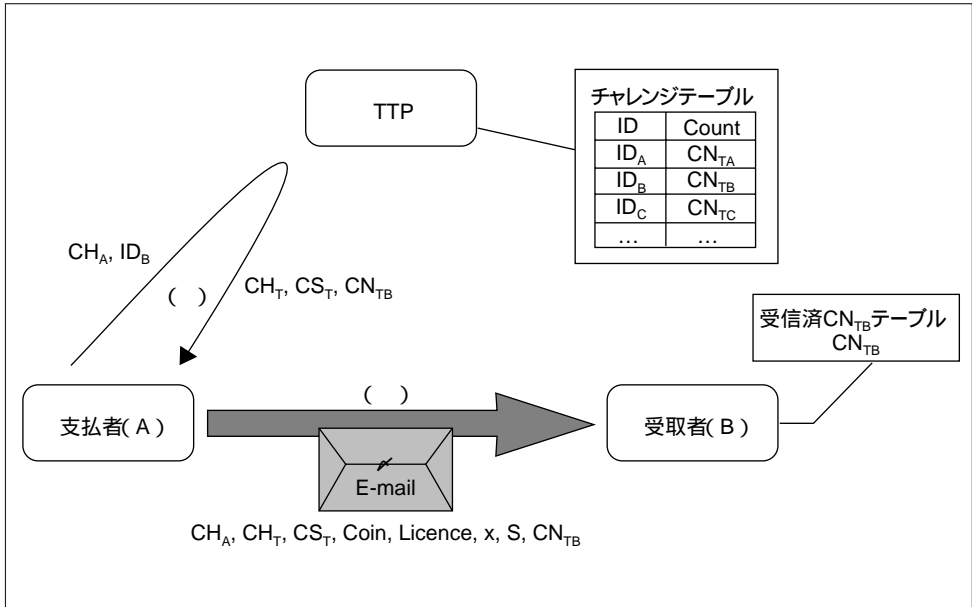 TTP
チャレンジテーブル
ID Count
ID_A CN_TA
ID_B CN_TB
ID_C CN_TC
… …
CH_A, ID_B
( )
CH_T, CS_T, CN_TB
受信済CN_TBテーブル
CN_TB
支払者(A)
( )
受取者(B)
E-mail
CH_A, CH_T, CS_T, Coin, Licence, x, S, CN_TB